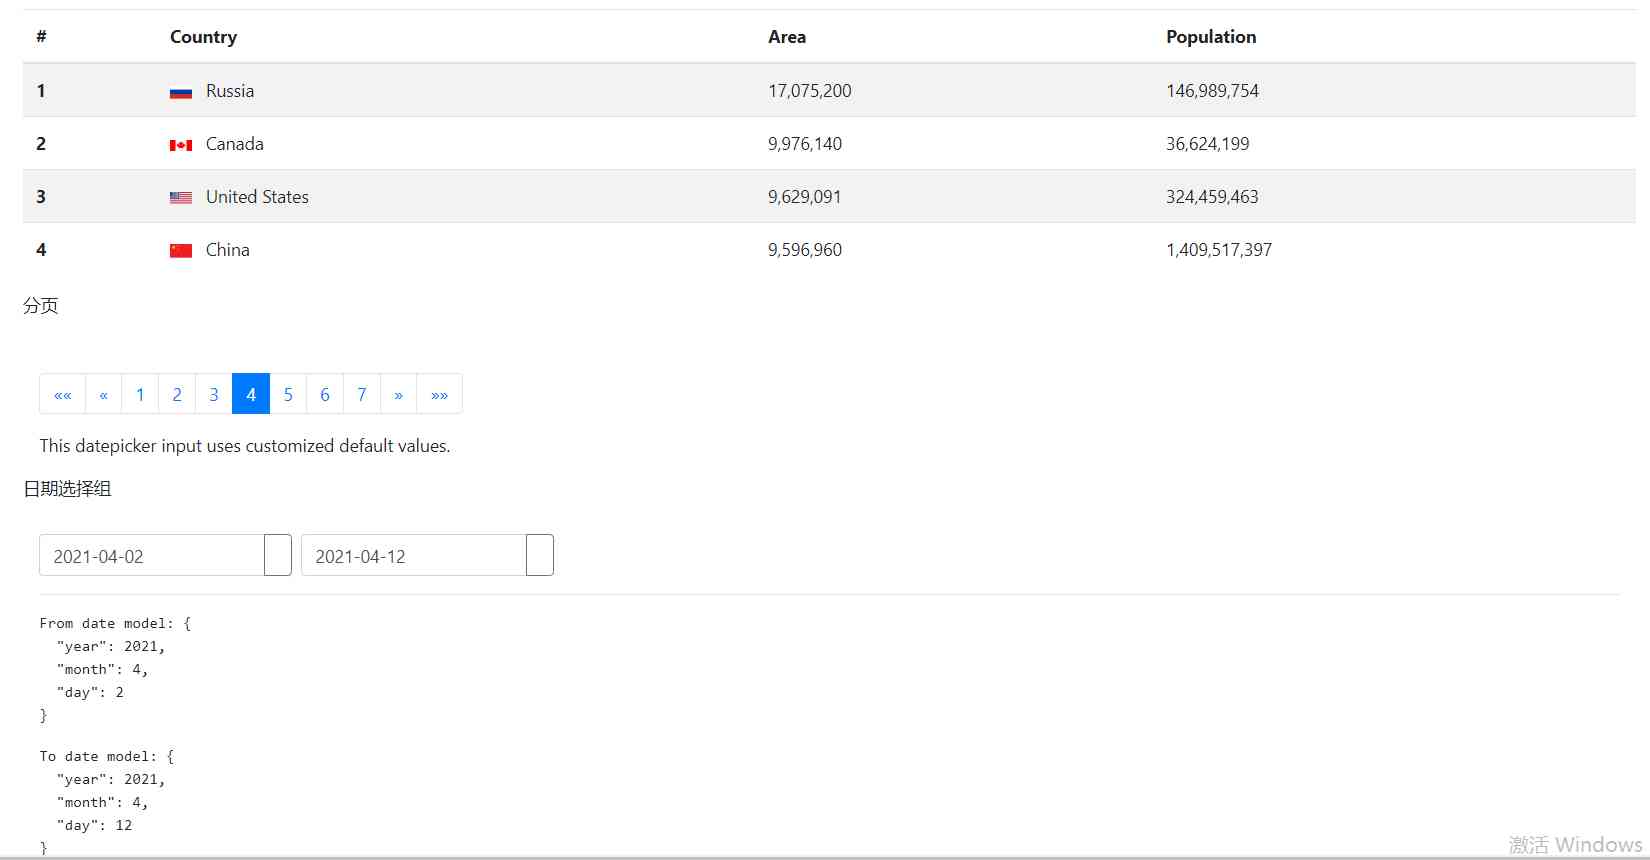 # Country Area Population
1 Russia 17,075,200 146,989,754
2 Canada 9,976,140 36,624,199
3 United States 9,629,091 324,459,463
4 China 9,596,960 1,409,517,397
分页
«« « 1 2 3 4 5 6 7 » »»
This datepicker input uses customized default values.
日期选择组
2021-04-02 2021-04-12
From date model: {
"year": 2021,
"month": 4,
"day": 2
}
To date model: {
"year": 2021,
"month": 4,
"day": 12
}
激活 Windows